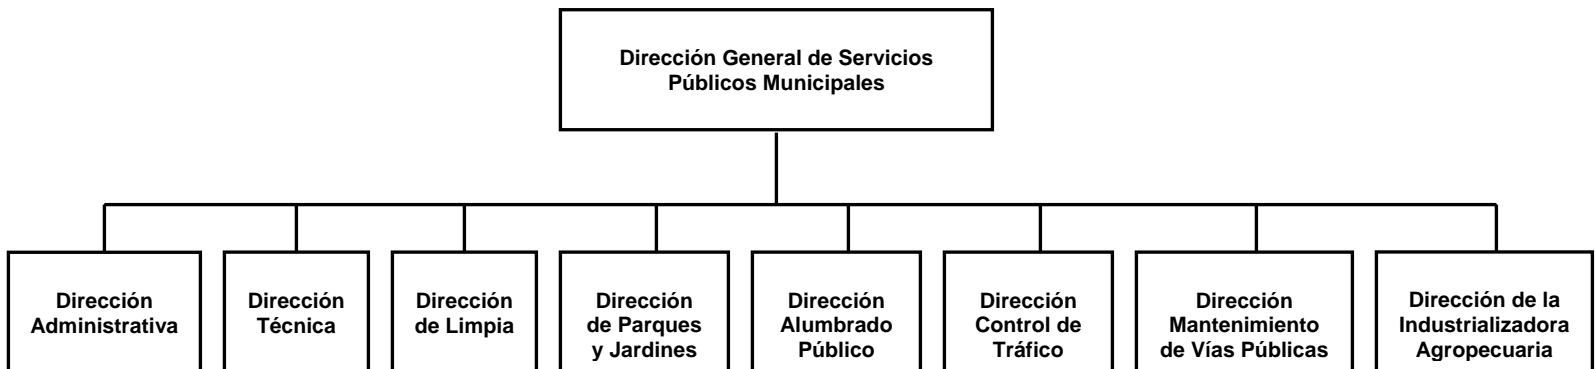 Dirección General de Servicios
Públicos Municipales
Dirección
Administrativa
Dirección
Técnica
Dirección
de Limpia
Dirección
de Parques
y Jardines
Dirección
Alumbrado
Público
Dirección
Control de
Tráfico
Dirección
Mantenimiento
de Vías Públicas
Dirección de la
Industrializadora
Agropecuaria